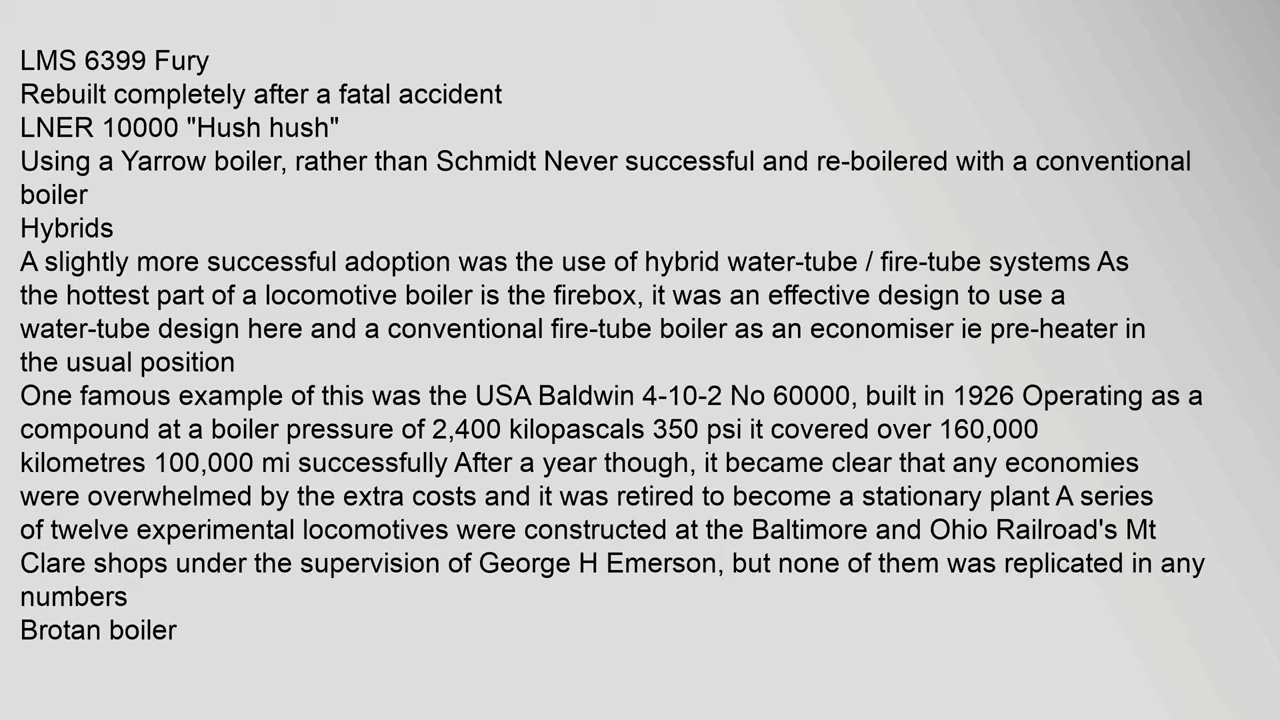 LMS 6399 Fury
Rebuilt completely after a fatal accident
LNER 10000 "Hush hush"
Using a Yarrow boiler, rather than Schmidt Never successful and re-boilered with a conventional
boiler
Hybrids
A slightly more successful adoption was the use of hybrid water-tube / fire-tube systems As
the hottest part of a locomotive boiler is the firebox, it was an effective design to use a
water-tube design here and a conventional fire-tube boiler as an economiser ie pre-heater in
the usual position
One famous example of this was the USA Baldwin 4-10-2 No 60000, built in 1926 Operating as a
compound at a boiler pressure of 2,400 kilopascals 350 psi it covered over 160,000
kilometres 100,000 mi successfully After a year though, it became clear that any economies
were overwhelmed by the extra costs and it was retired to become a stationary plant A series
of twelve experimental locomotives were constructed at the Baltimore and Ohio Railroad's Mt
Clare shops under the supervision of George H Emerson, but none of them was replicated in any
numbers
Brotan boiler